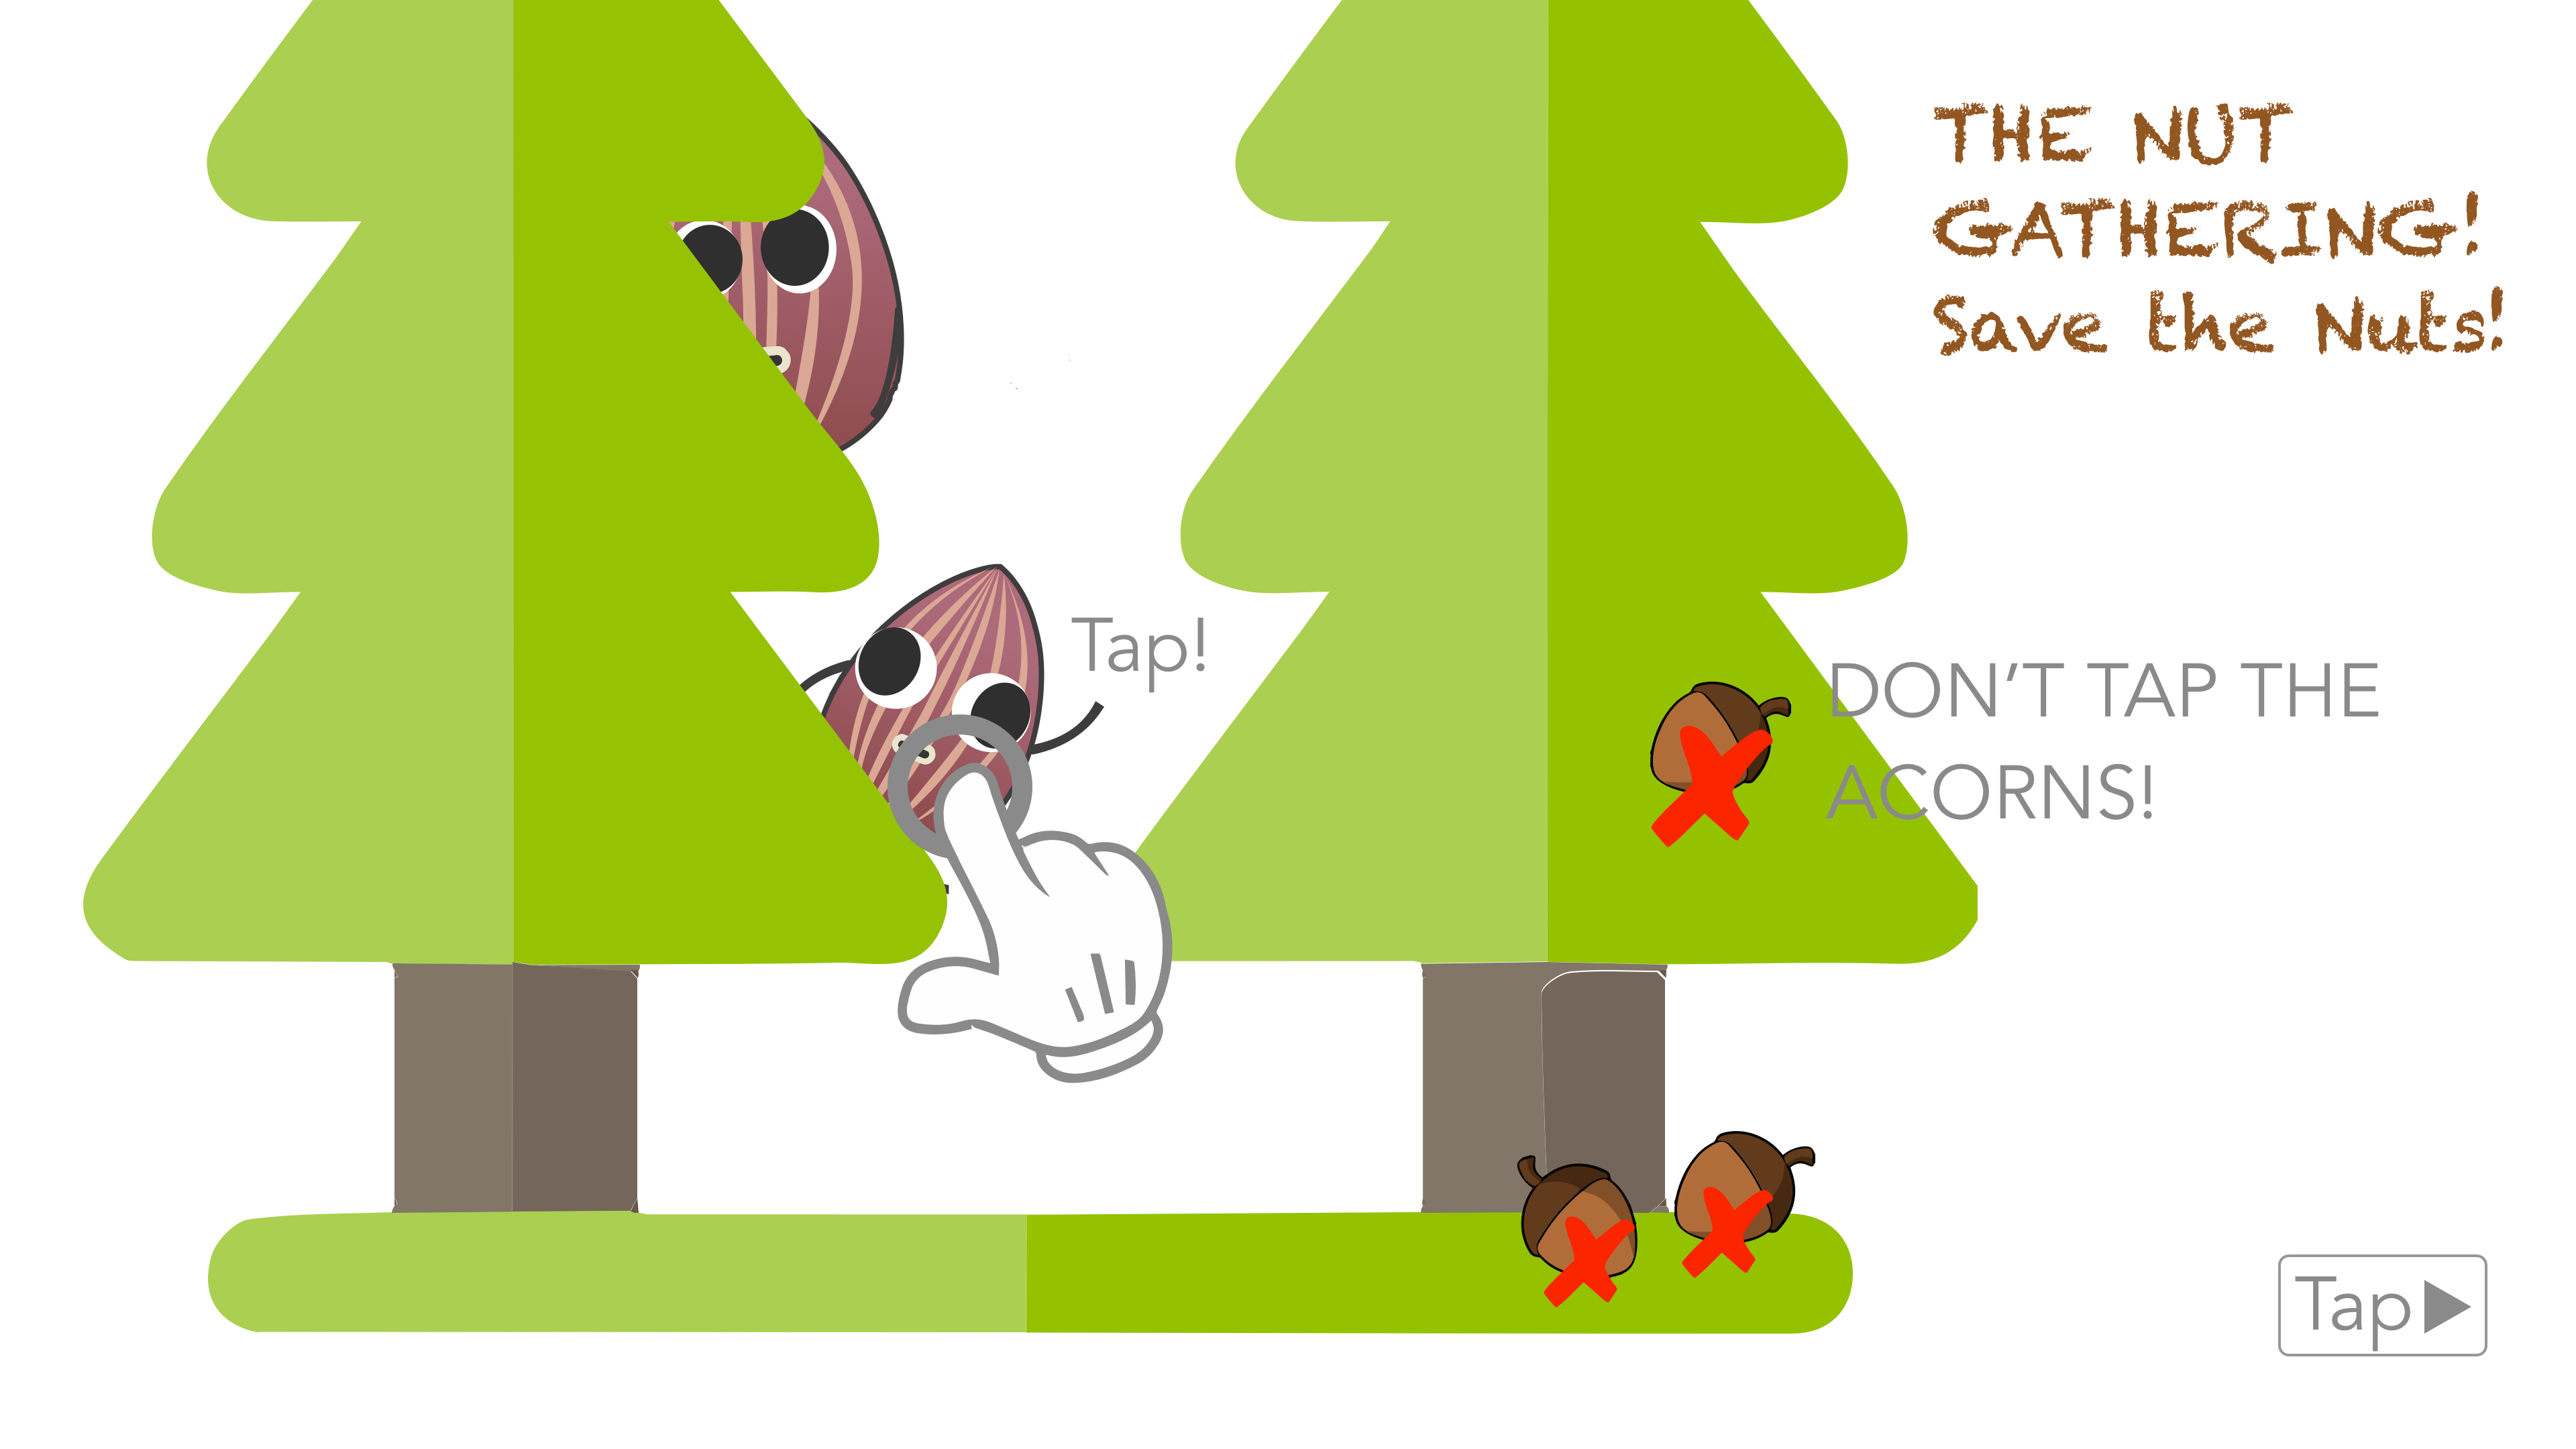 THE NUT
GATHERING!
Save the Nuts!
Tap!
DON'T TAP THE
ACORNS!
Tap